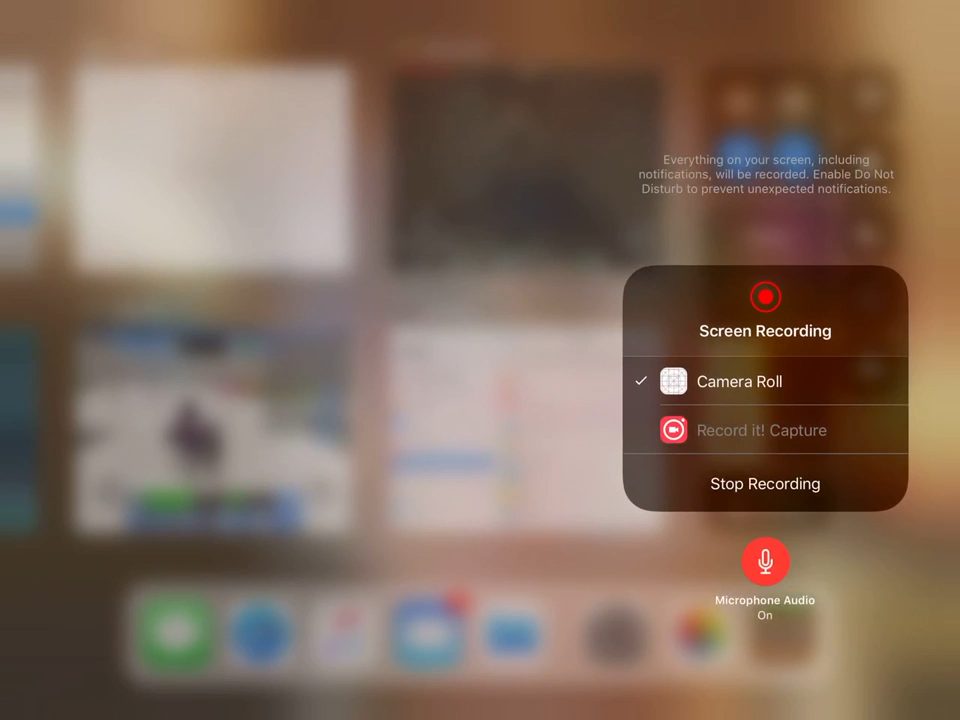 Everything on your screen, including
notifications, will be recorded. Enable Do Not
Disturb to prevent unexpected notifications.
Screen Recording
Camera Roll
Record it! Capture
Stop Recording
Microphone Audio
On